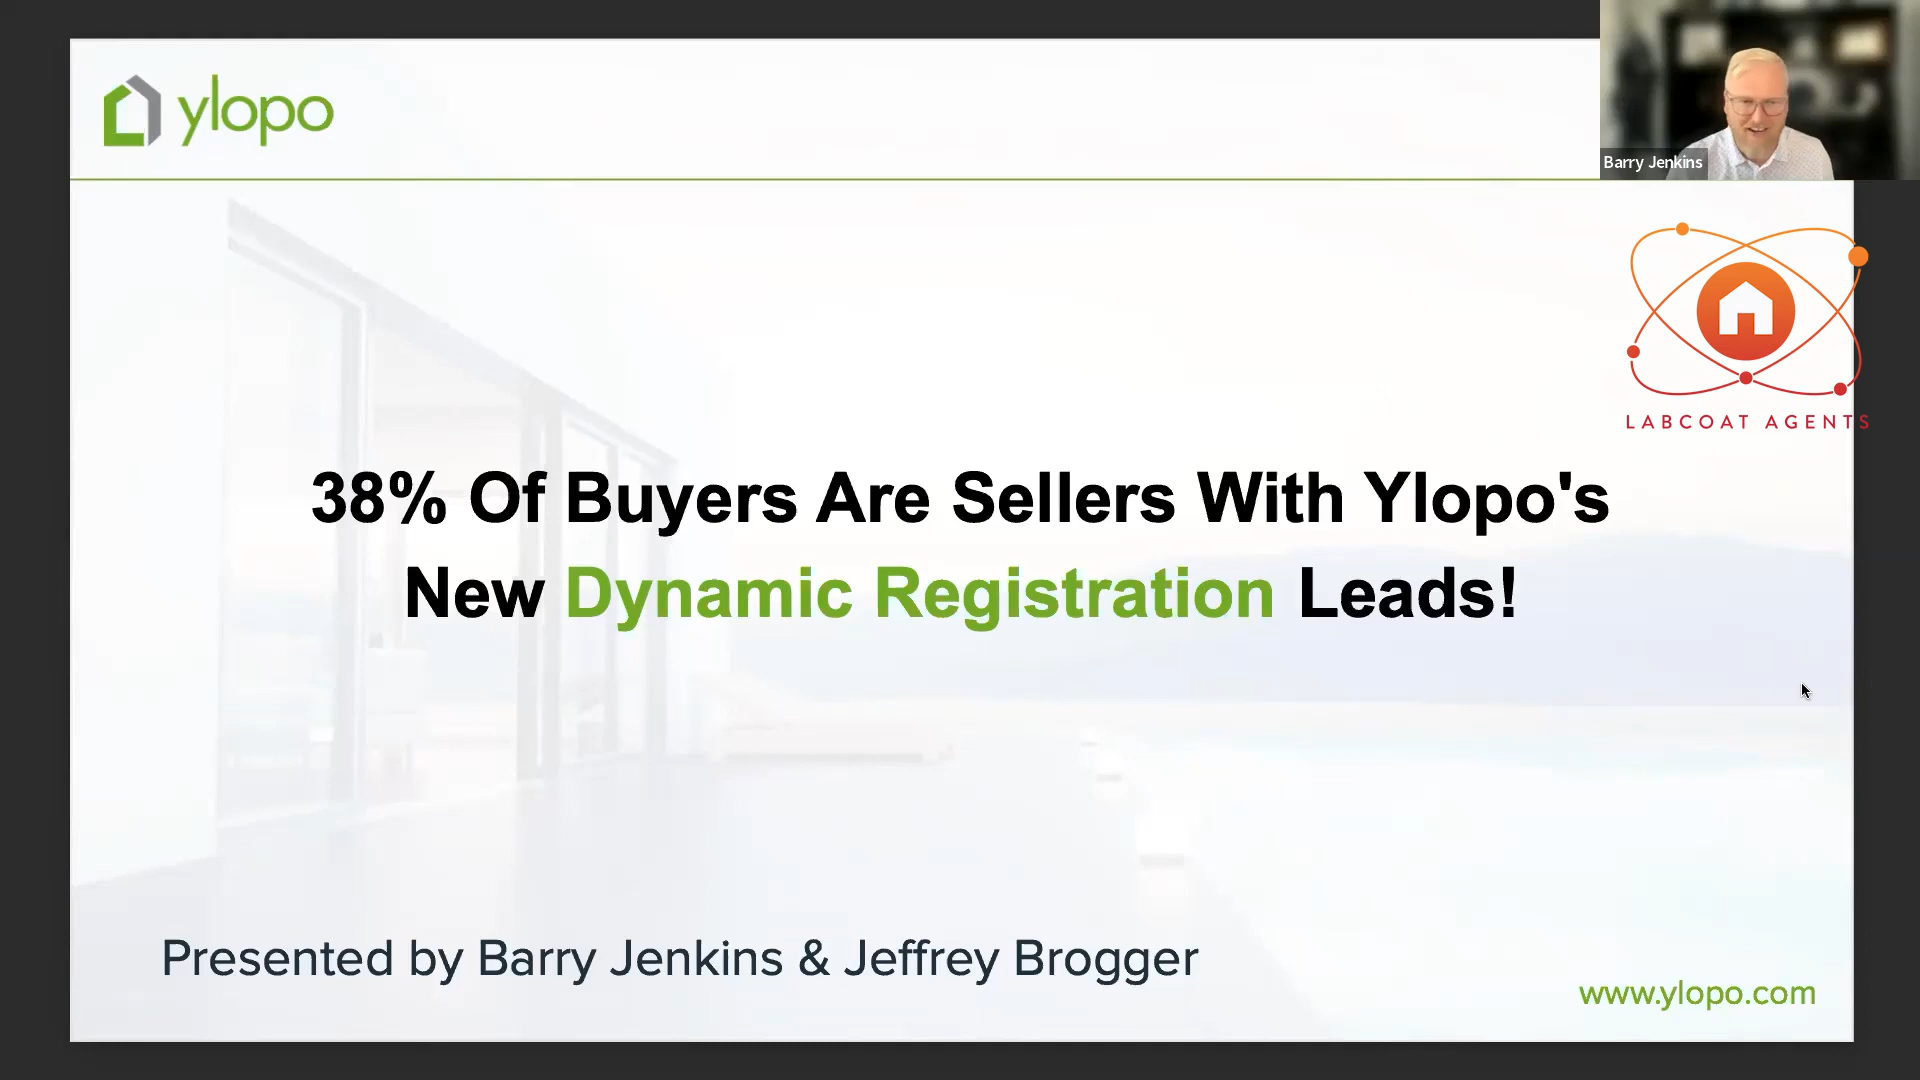 ylopo
Barry Jenkins
LABCOAT AGENTS
38% Of Buyers Are Sellers With Ylopo's
New Dynamic Registration Leads!
Presented by Barry Jenkins & Jeffrey Brogger
www.ylopo.com